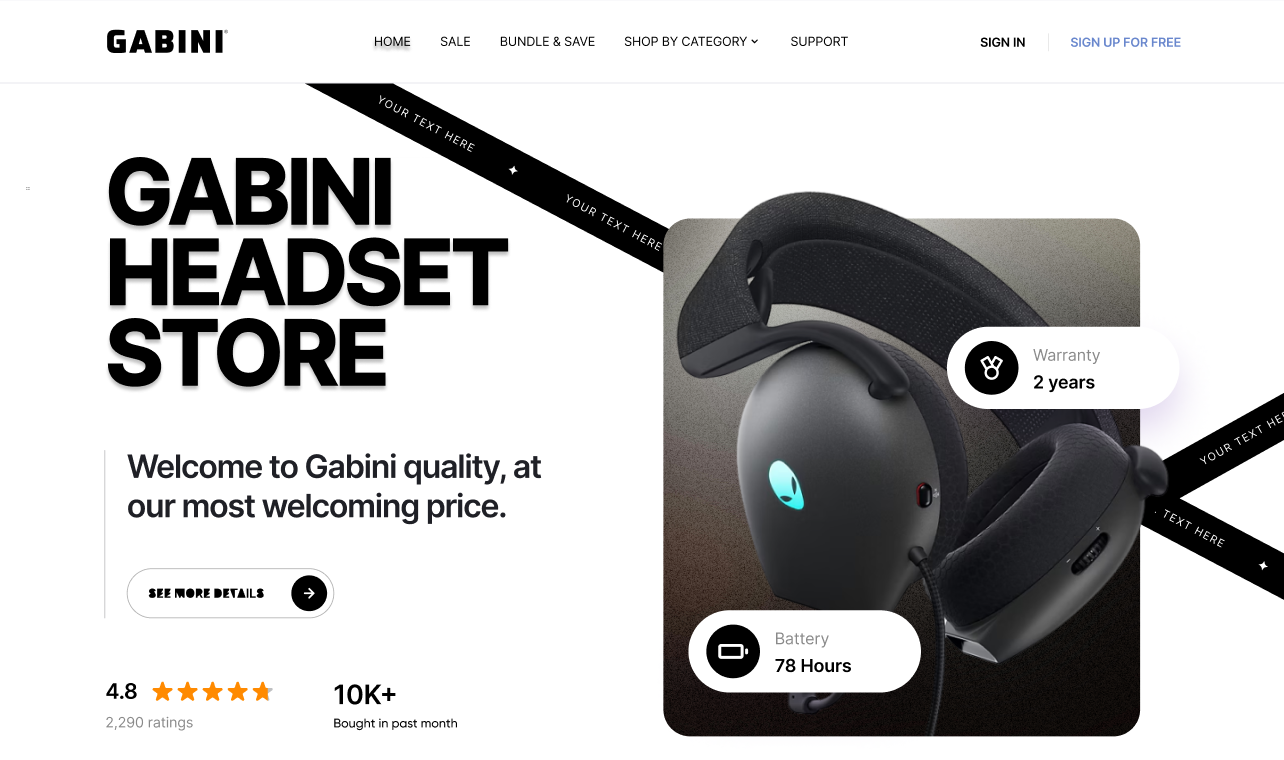 GABINI
HOME SALE BUNDLE & SAVE SHOP BY CATEGORY SUPPORT SIGN IN SIGN UP FOR FREE
YOUR TEXT HERE
YOUR TEXT HERE
GABINI
HEADSET
STORE
Warranty
2 years
YOUR TEXT HE
Welcome to Gabini quality, at
our most welcoming price.
TEXT HERE
SEE MORE DETAILS
Battery
78 Hours
4.8
2,290 ratings
10K+
Bought in past month